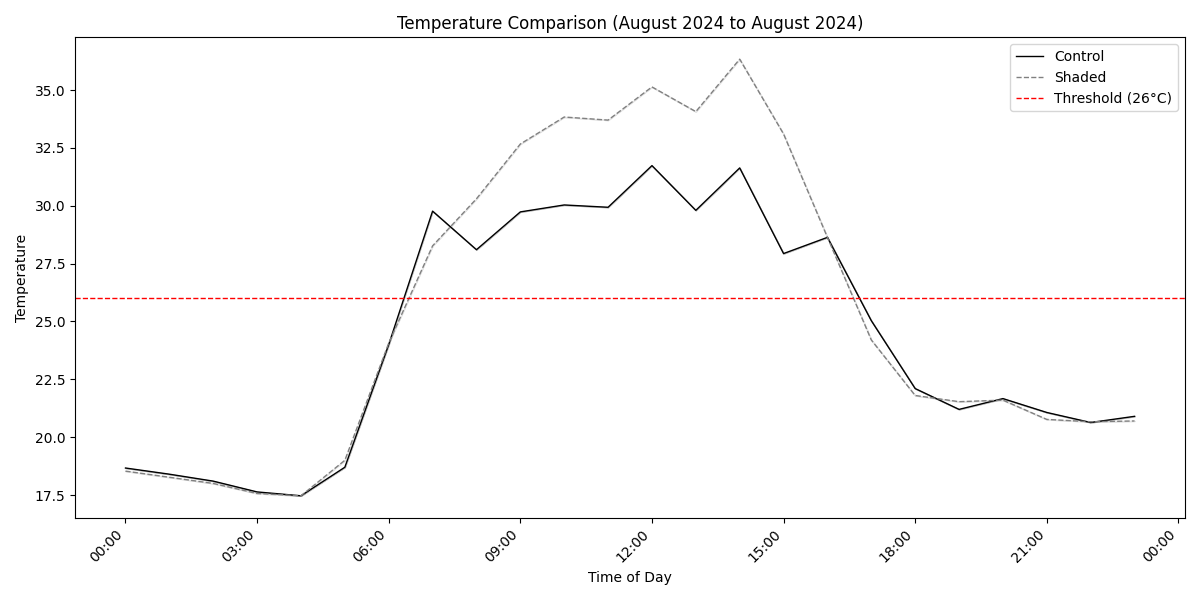 Temperature Comparison (August 2024 to August 2024)
Control
Shaded
Threshold (26°C)
Temperature
35.0
32.5
30.0
27.5
25.0
22.5
20.0
17.5
00:00
03:00
06:00
09:00
12:00
15:00
18:00
21:00
00:00
Time of Day